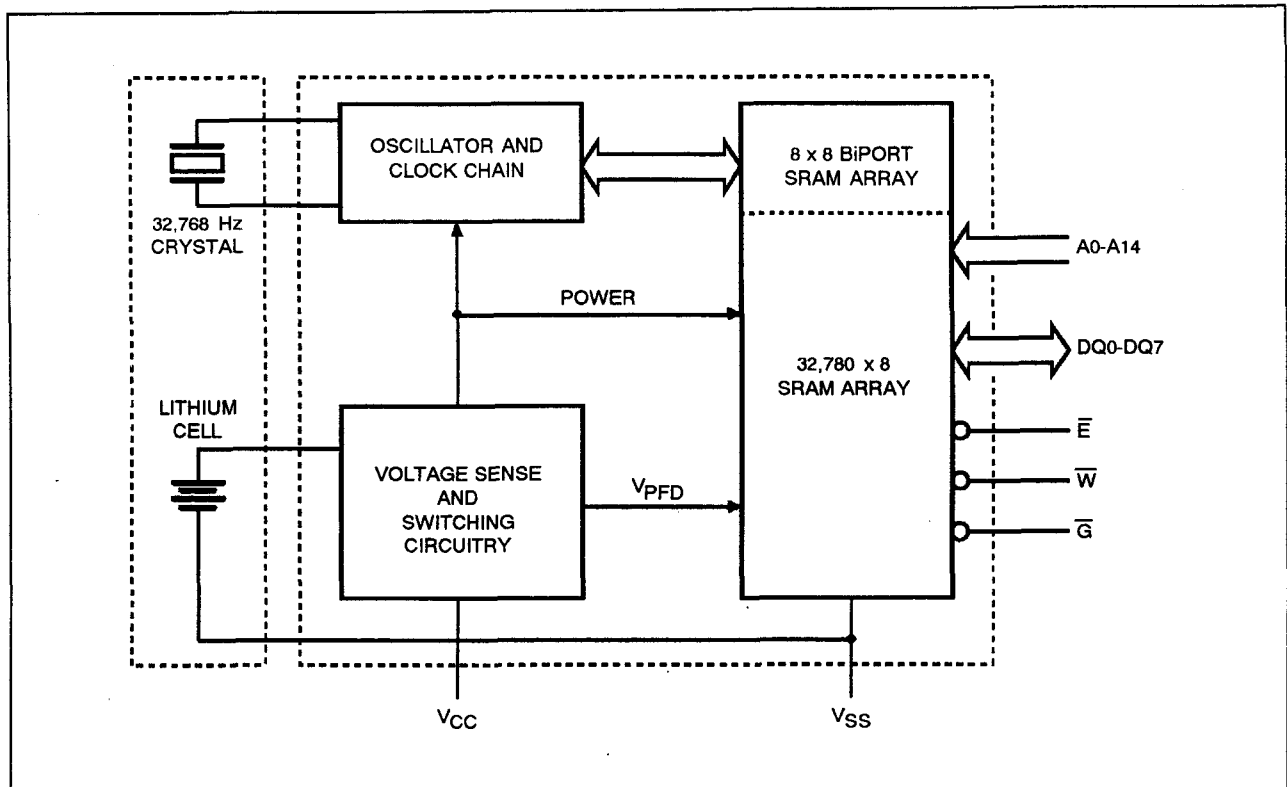 OSCILLATOR AND
CLOCK CHAIN
8 x 8 BiPORT
SRAM ARRAY
32,768 Hz
CRYSTAL
A0-A14
POWER
DQ0-DQ7
32,780 x 8
SRAM ARRAY
LITHIUM
CELL
E̅
VOLTAGE SENSE
AND
SWITCHING
CIRCUITRY
VPFD
W̅
G̅
VCC
VSS